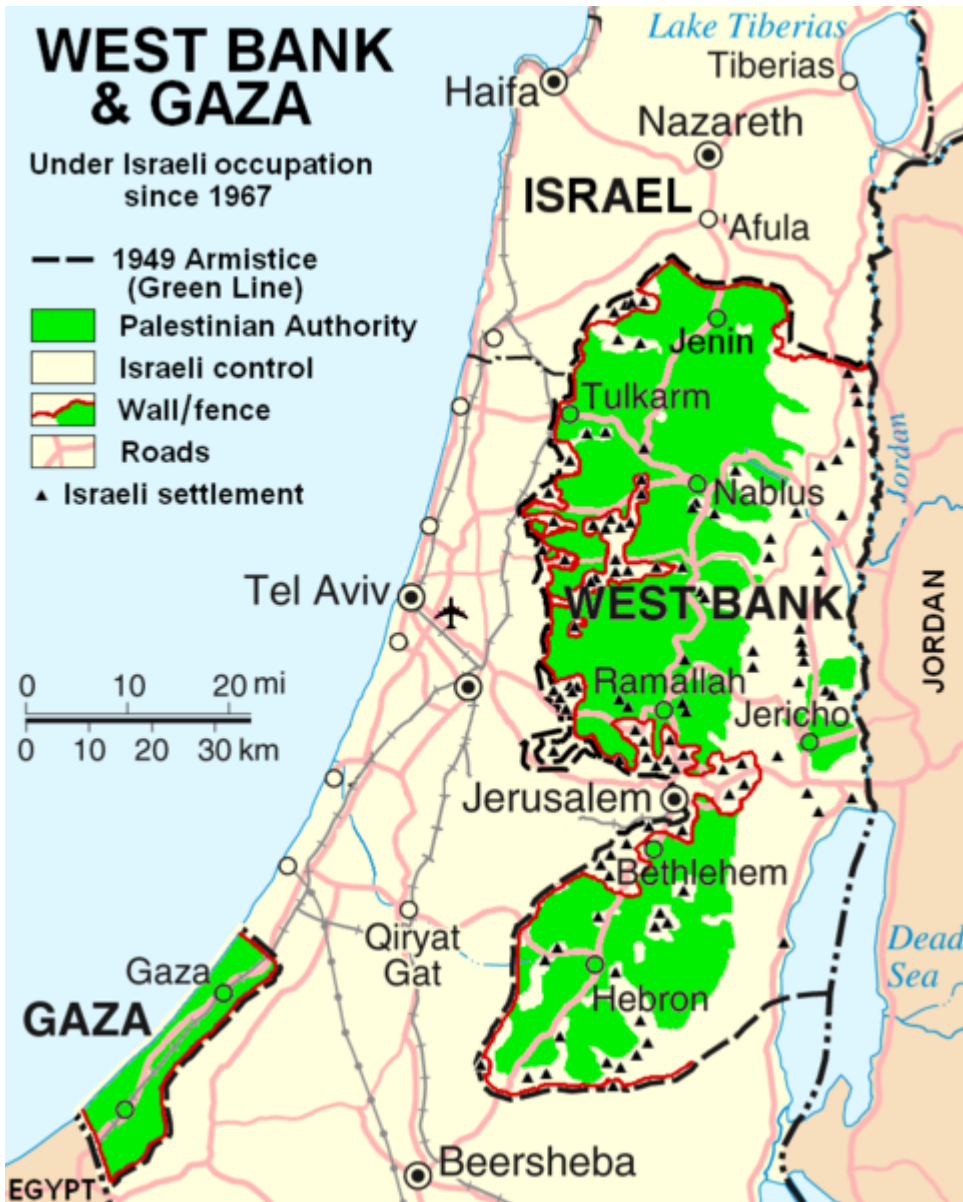 WEST BANK
& GAZA
Under Israeli occupation
since 1967
1949 Armistice
(Green Line)
Palestinian Authority
Israeli control
Wall/fence
Roads
Israeli settlement
Lake Tiberias
Tiberias
Haifa
Nazareth
ISRAEL
'Afula
Jenin
Tulkarm
Nablus
Jordan
Tel Aviv
WEST BANK
JORDAN
0 10 20 mi
0 10 20 30 km
Ramallah
Jericho
Jerusalem
Bethlehem
Qiryat
Gat
Dead
Sea
Gaza
GAZA
Hebron
Beersheba
EGYPT